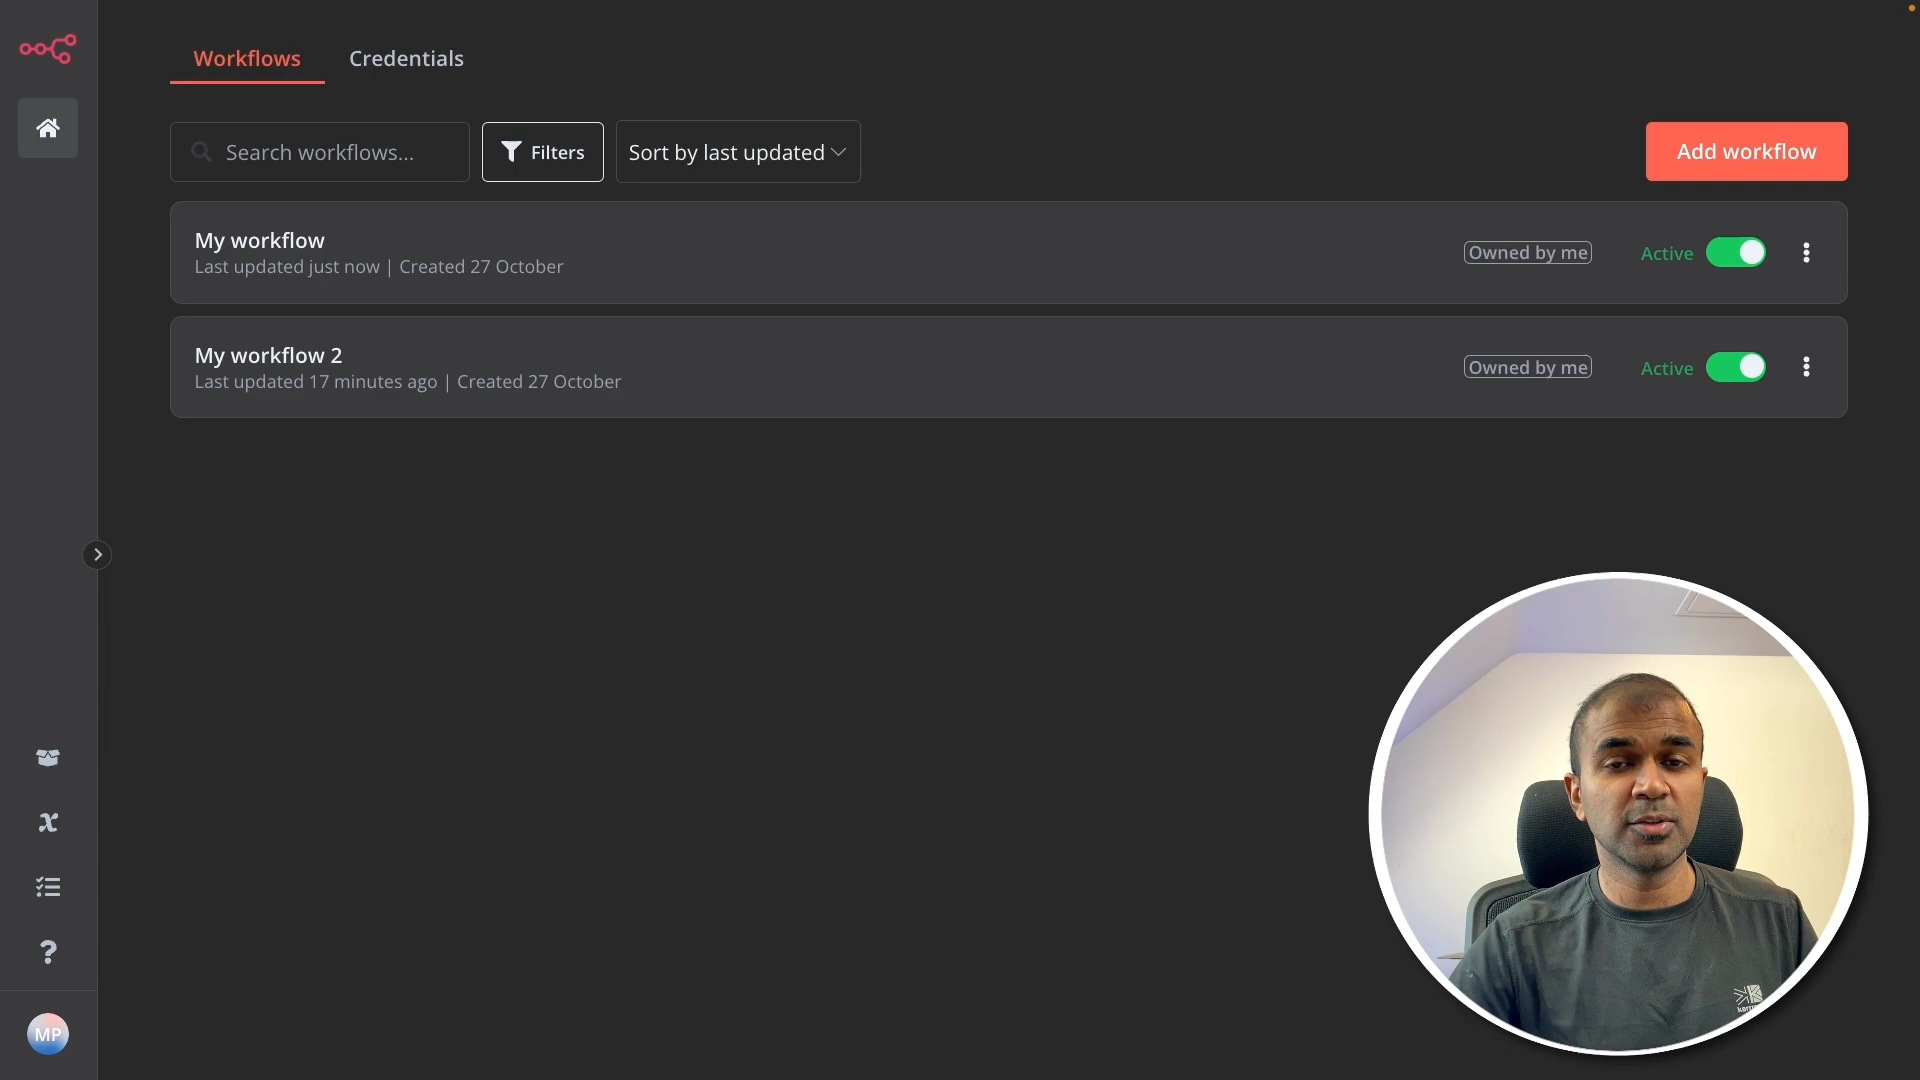 Workflows Credentials
Search workflows... Filters Sort by last updated Add workflow
My workflow
Last updated just now | Created 27 October
Owned by me Active
My workflow 2
Last updated 17 minutes ago | Created 27 October
Owned by me Active
MP